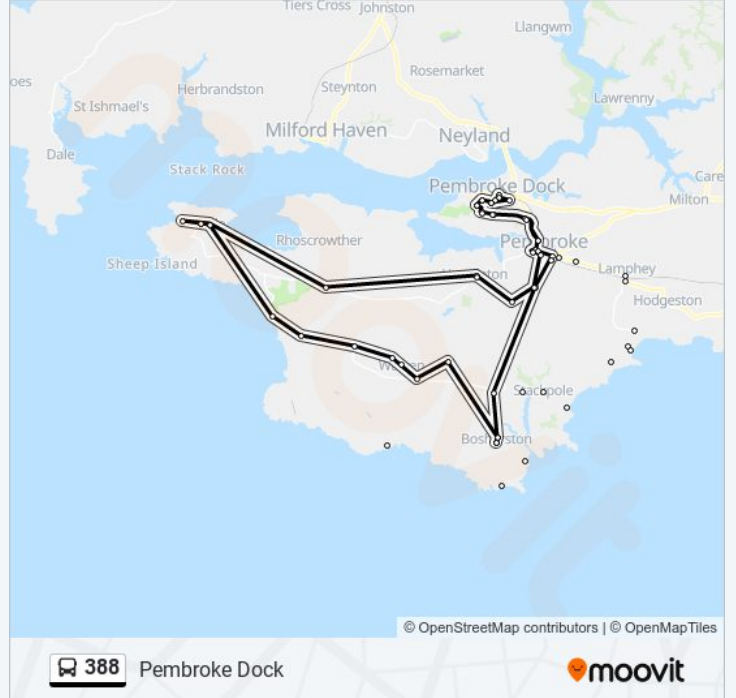 Tiers Cross
Johnston
Llangwm
Rosemarket
oes
Herbrandston
Steynton
Lawrenny
St Ishmael's
Milford Haven
Neyland
Dale
Stack Rock
Care
Pembroke Dock
Milton
Rhoscrowther
Pembroke
Sheep Island
Lamphey
Hodgeston
Stackpole
© OpenStreetMap contributors | © OpenMapTiles
388 Pembroke Dock
moovit